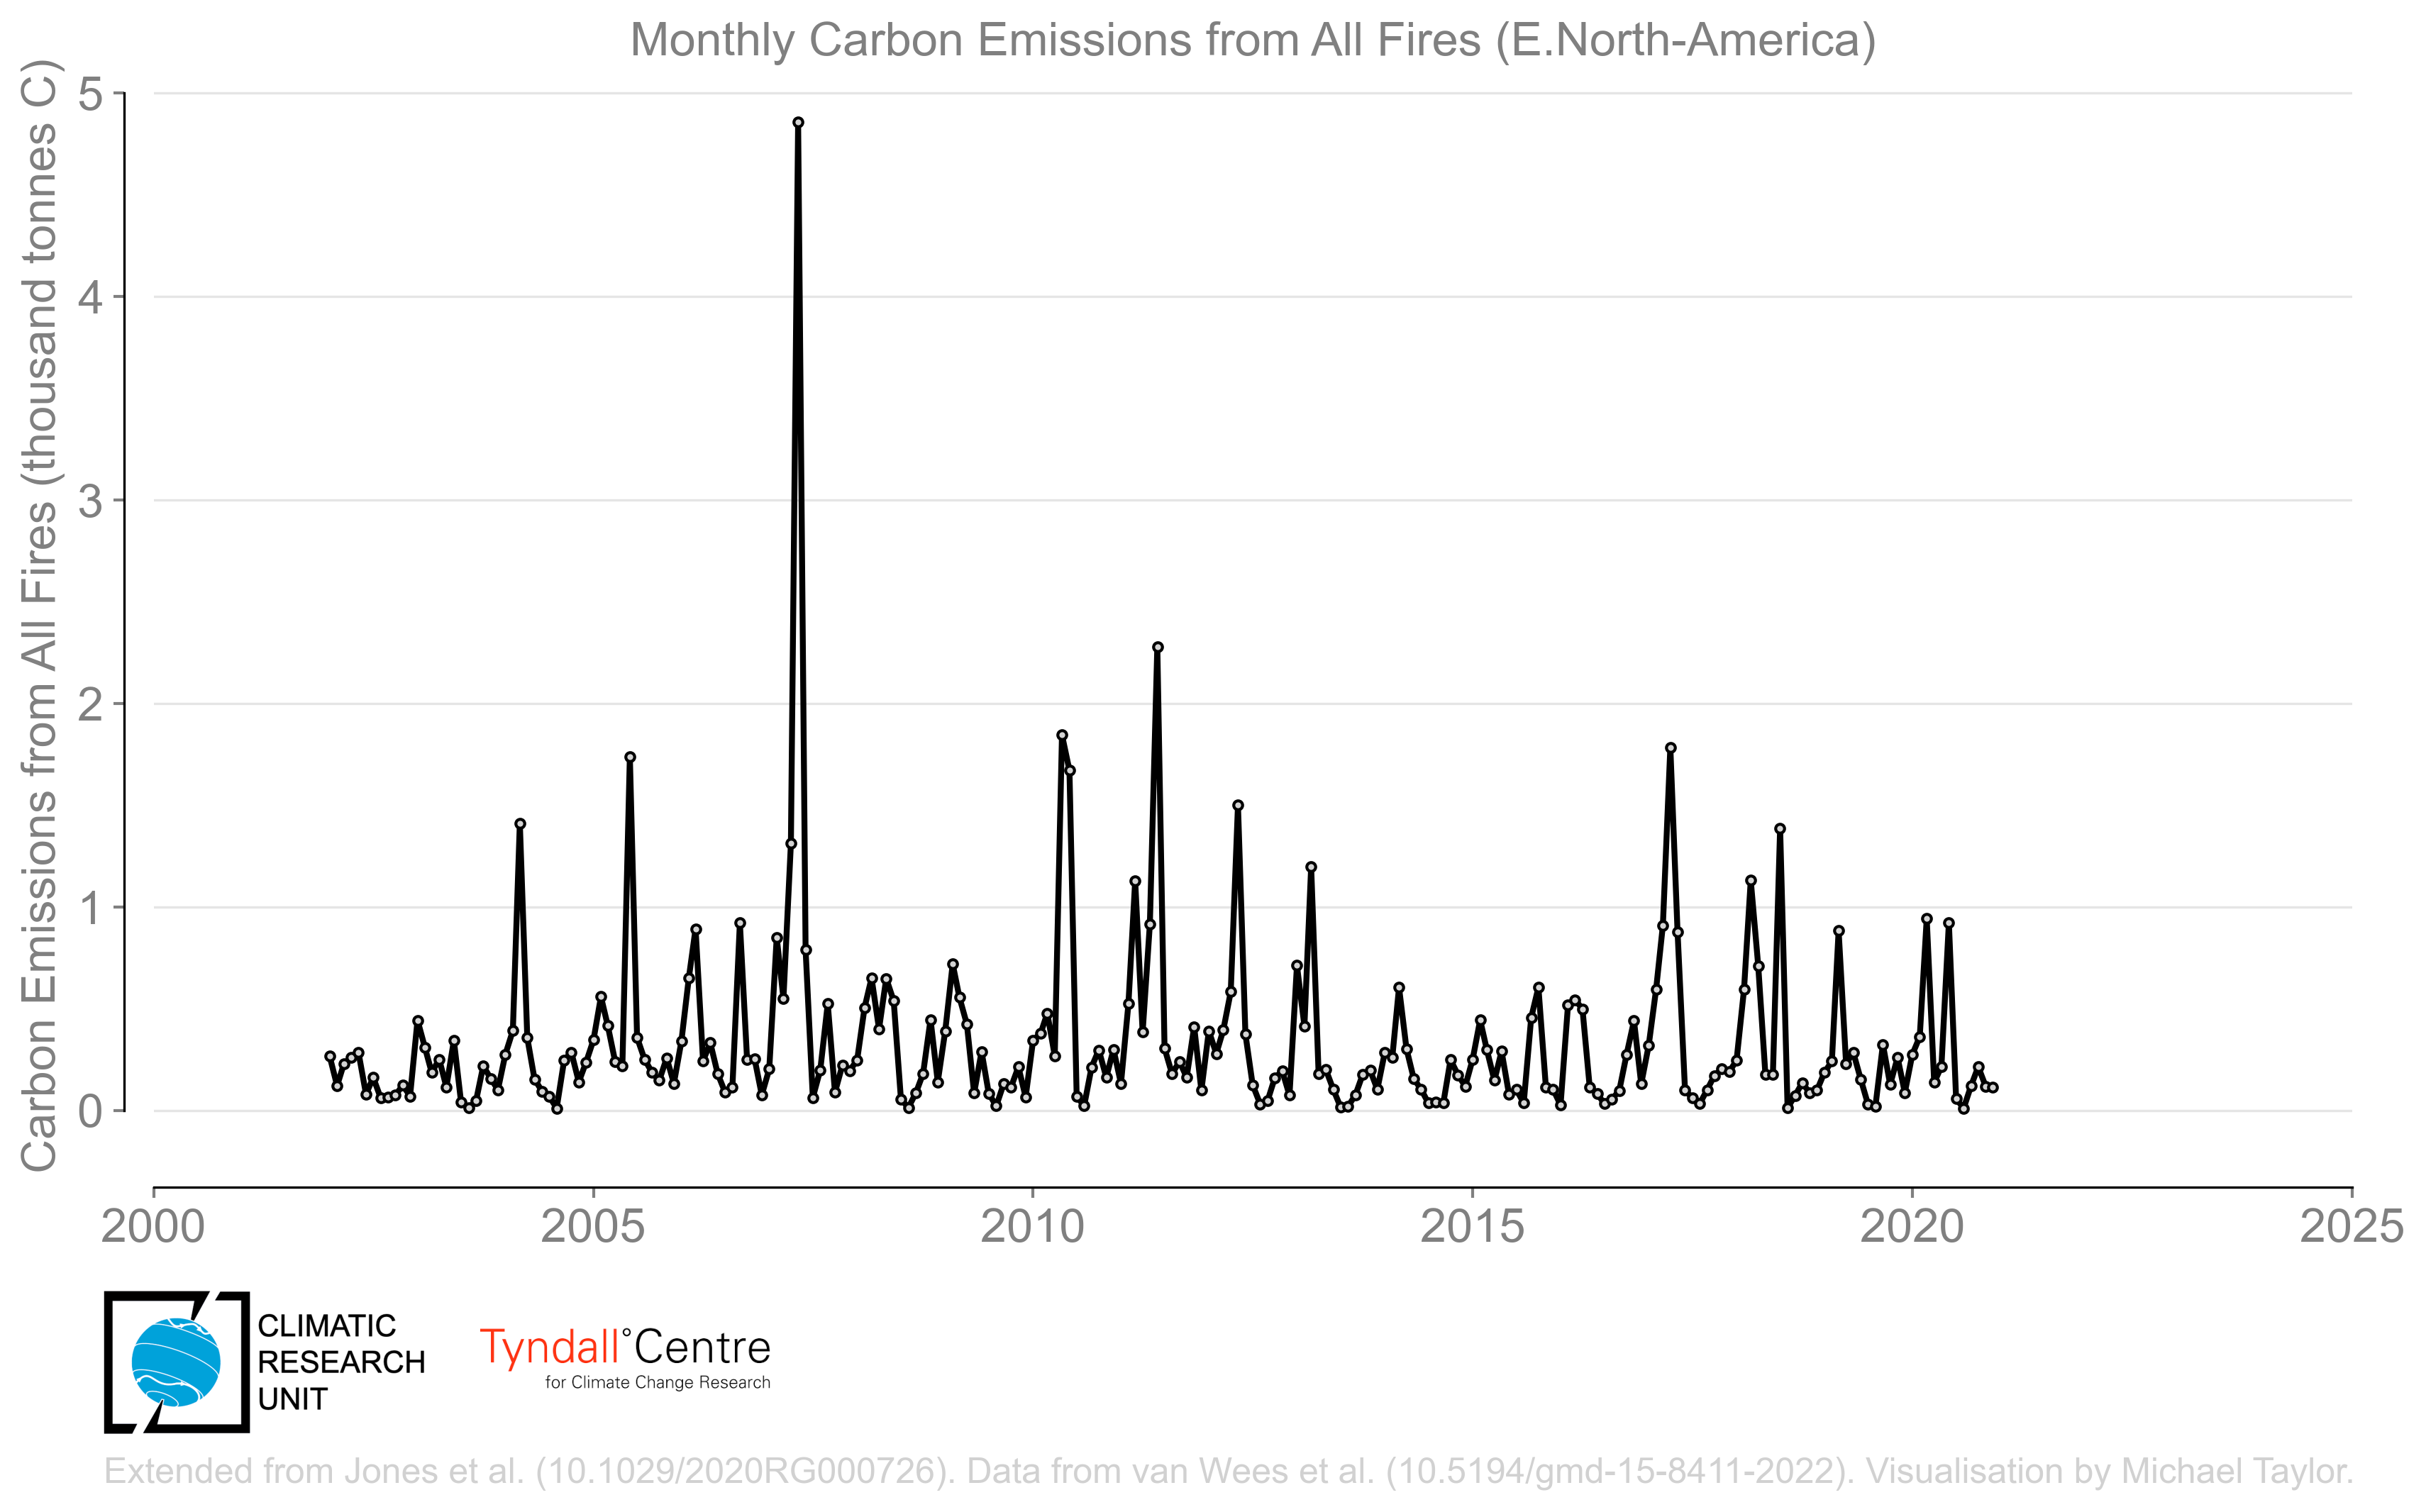 Monthly Carbon Emissions from All Fires (E.North-America)
Carbon Emissions from All Fires (thousand tonnes C)
5
4
3
2
1
0
2000 2005 2010 2015 2020 2025
CLIMATIC
RESEARCH
UNIT
Tyndall°Centre
for Climate Change Research
Extended from Jones et al. (10.1029/2020RG000726). Data from van Wees et al. (10.5194/gmd-15-8411-2022). Visualisation by Michael Taylor.